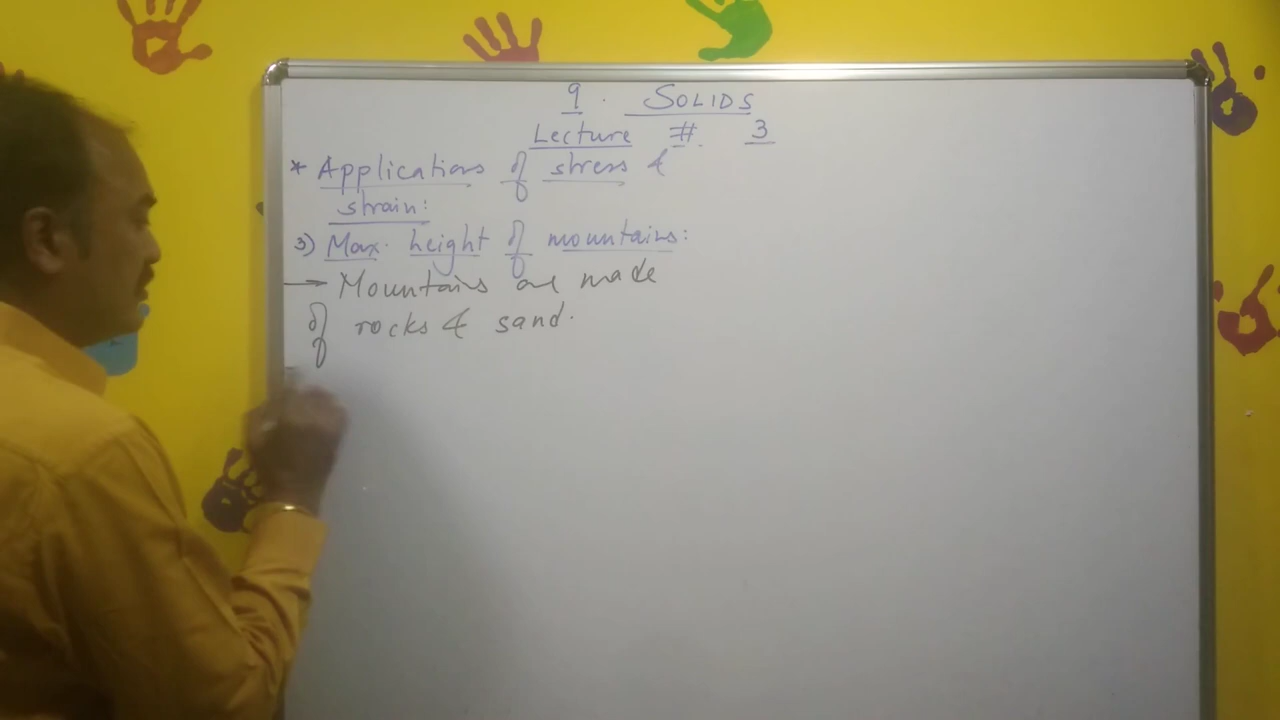 9. SOLIDS
Lecture # 3
* Applications of stress &
strain:
3) Max. height of mountains:
→ Mountains are made
of rocks & sand.